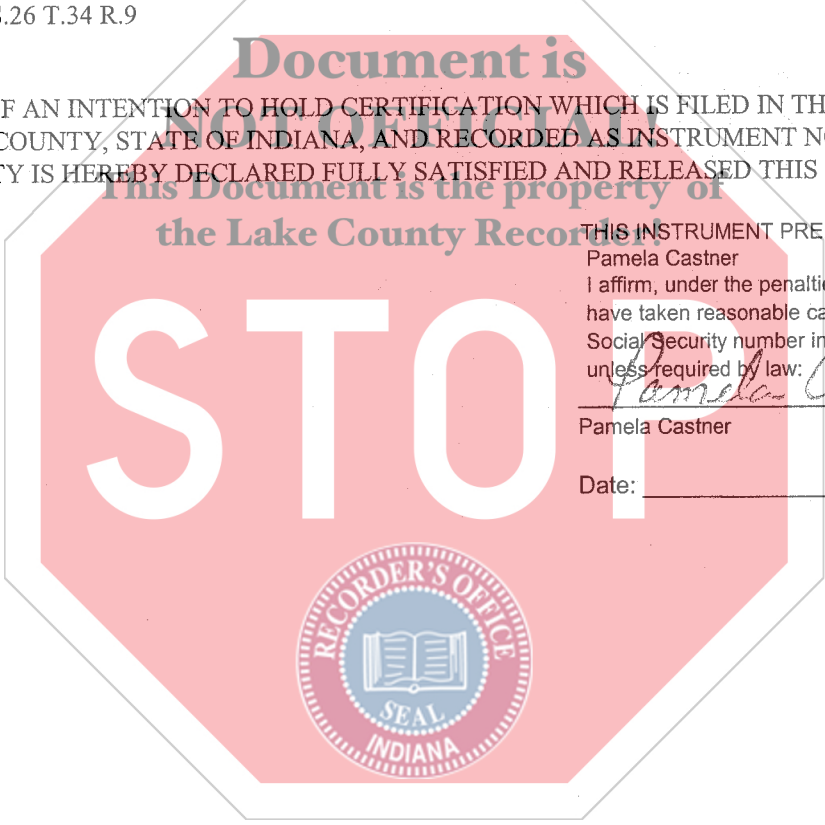 S.26 T.34 R.9
Document is
F AN INTENTION TO HOLD CERTIFICATION WHICH IS FILED IN TH
NOT OFFICIAL!
COUNTY, STATE OF INDIANA, AND RECORDED AS INSTRUMENT N
TY IS HEREBY DECLARED FULLY SATISFIED AND RELEASED THIS
This Document is the property of
the Lake County Recorder!
THIS INSTRUMENT PRE
Pamela Castner
I affirm, under the penalti
have taken reasonable ca
Social Security number in
unless required by law:
Pamela
Pamela Castner
Date:
STOP
RECORDER'S OFFICE
SEAL
INDIANA